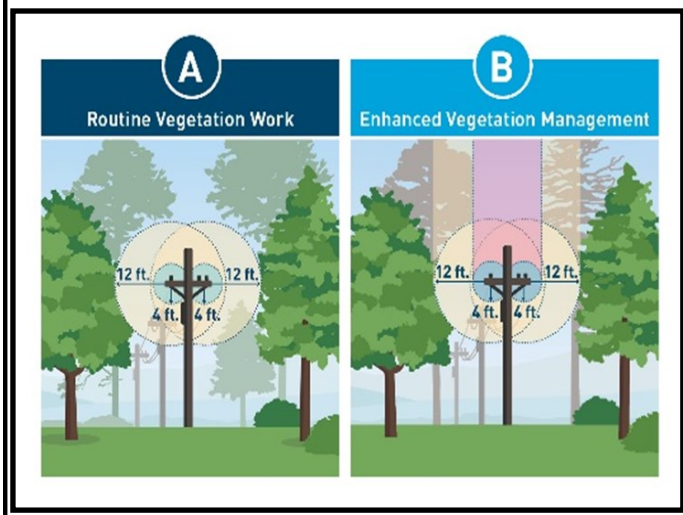 A
Routine Vegetation Work
12 ft.
12 ft.
4 ft.
4 ft.
B
Enhanced Vegetation Management
12 ft.
12 ft.
4 ft.
4 ft.